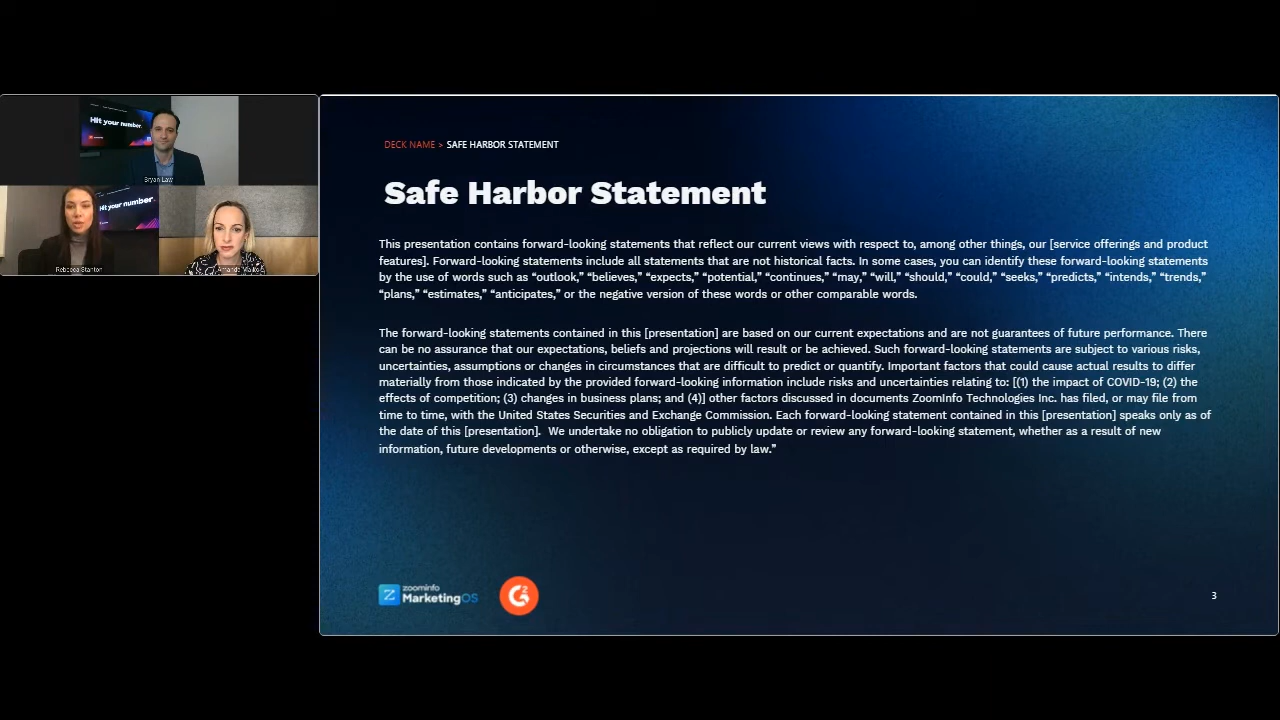 Hit your number.
Bryan Law
Hit your number.
Rebecca Stanton
DECK NAME > SAFE HARBOR STATEMENT
Safe Harbor Statement
This presentation contains forward-looking statements that reflect our current views with respect to, among other things, our [service offerings and product
features]. Forward-looking statements include all statements that are not historical facts. In some cases, you can identify these forward-looking statements
by the use of words such as “outlook,” “believes,” “expects,” “potential,” “continues,” “may,” “will,” “should,” “could,” “seeks,” “predicts,” “intends,” “trends,”
“plans,” “estimates,” “anticipates,” or the negative version of these words or other comparable words.
The forward-looking statements contained in this [presentation] are based on our current expectations and are not guarantees of future performance. There
can be no assurance that our expectations, beliefs and projections will result or be achieved. Such forward-looking statements are subject to various risks,
uncertainties, assumptions or changes in circumstances that are difficult to predict or quantify. Important factors that could cause actual results to differ
materially from those indicated by the provided forward-looking information include risks and uncertainties relating to: [(1) the impact of COVID-19; (2) the
effects of competition; (3) changes in business plans; and (4)] other factors discussed in documents ZoomInfo Technologies Inc. has filed, or may file from
time to time, with the United States Securities and Exchange Commission. Each forward-looking statement contained in this [presentation] speaks only as of
the date of this [presentation].  We undertake no obligation to publicly update or review any forward-looking statement, whether as a result of new
information, future developments or otherwise, except as required by law.”
Z zoominfo
MarketingOS
G2
3